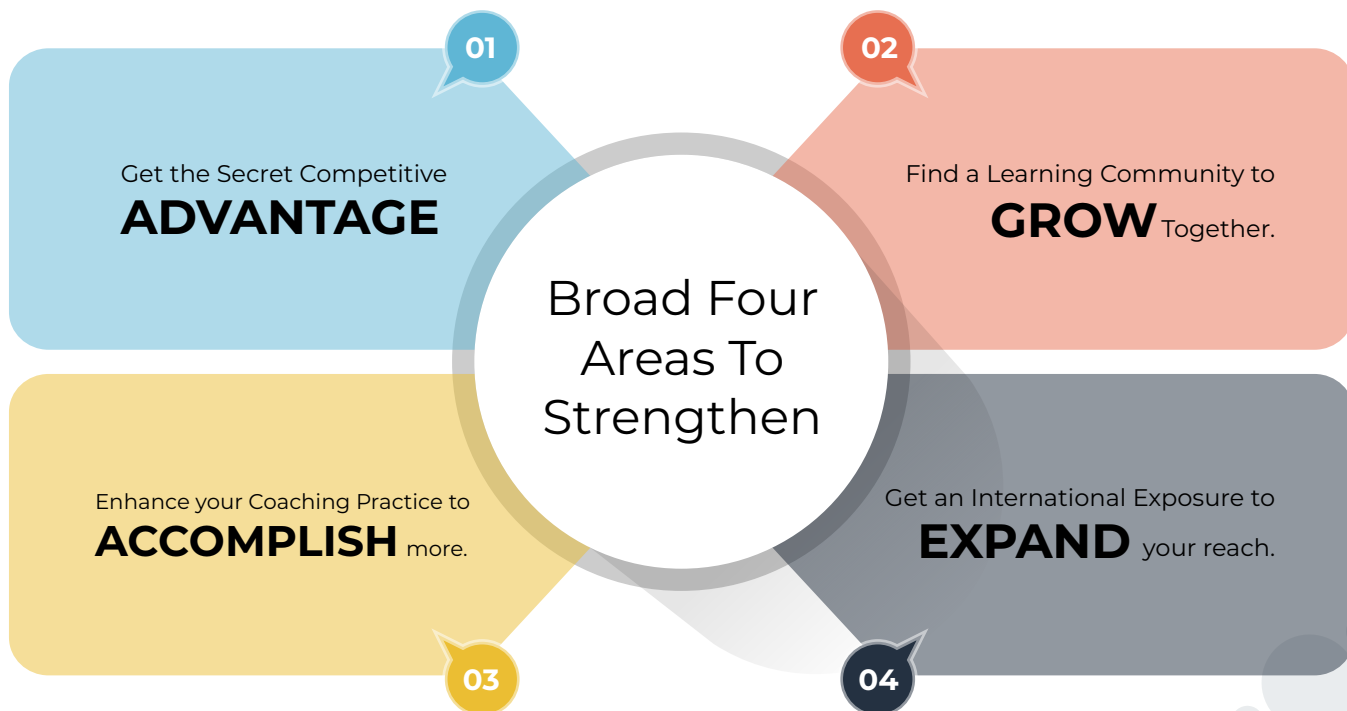 01
Get the Secret Competitive
ADVANTAGE
02
Find a Learning Community to
GROW Together.
Broad Four
Areas To
Strengthen
Enhance your Coaching Practice to
ACCOMPLISH more.
03
Get an International Exposure to
EXPAND your reach.
04